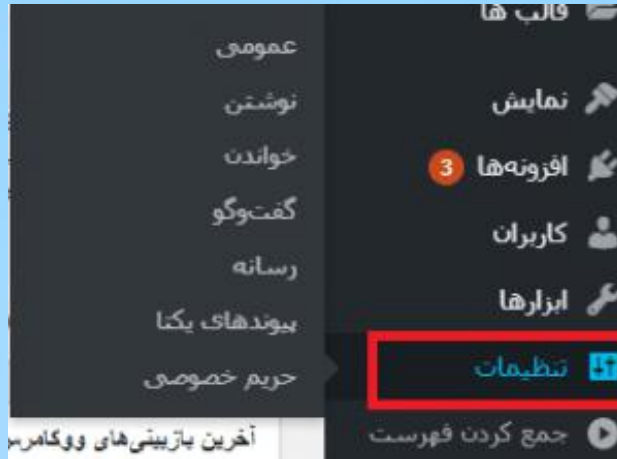 قالب ها
نمایش
افزونه‌ها 3
کاربران
ابزارها
تنظیمات
جمع کردن فهرست
عمومی
نوشتن
خواندن
گفت‌وگو
رسانه
پیوندهای یکتا
حریم خصوصی
آخرین بازبینی‌های